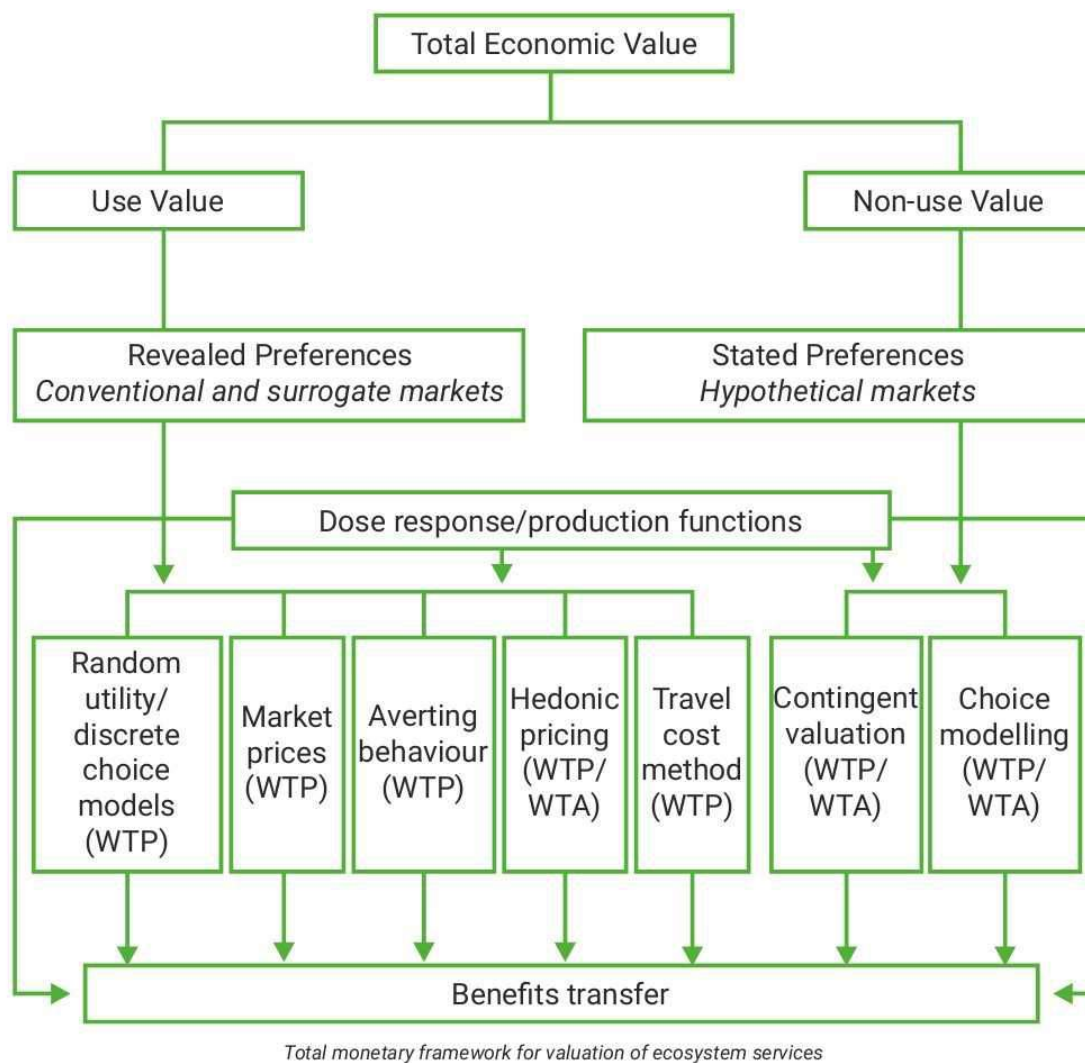 Total Economic Value
Use Value
Non-use Value
Revealed Preferences
Conventional and surrogate markets
Stated Preferences
Hypothetical markets
Dose response/production functions
Random
utility/
discrete
choice
models
(WTP)
Market
prices
(WTP)
Averting
behaviour
(WTP)
Hedonic
pricing
(WTP/
WTA)
Travel
cost
method
(WTP)
Contingent
valuation
(WTP/
WTA)
Choice
modelling
(WTP/
WTA)
Benefits transfer
Total monetary framework for valuation of ecosystem services